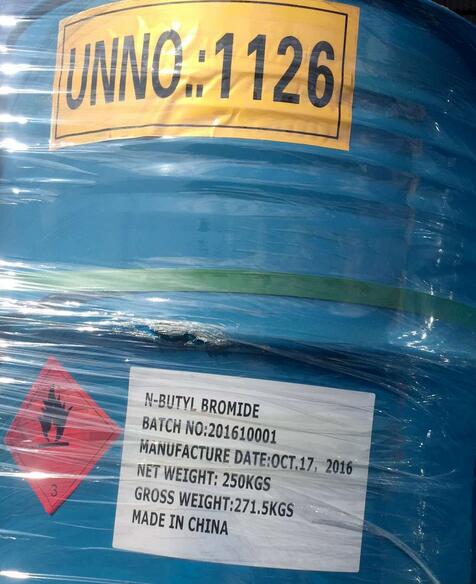 UNNO.:1126
N-BUTYL BROMIDE
BATCH NO:201610001
MANUFACTURE DATE:OCT.17, 2016
NET WEIGHT: 250KGS
GROSS WEIGHT:271.5KGS
MADE IN CHINA
3